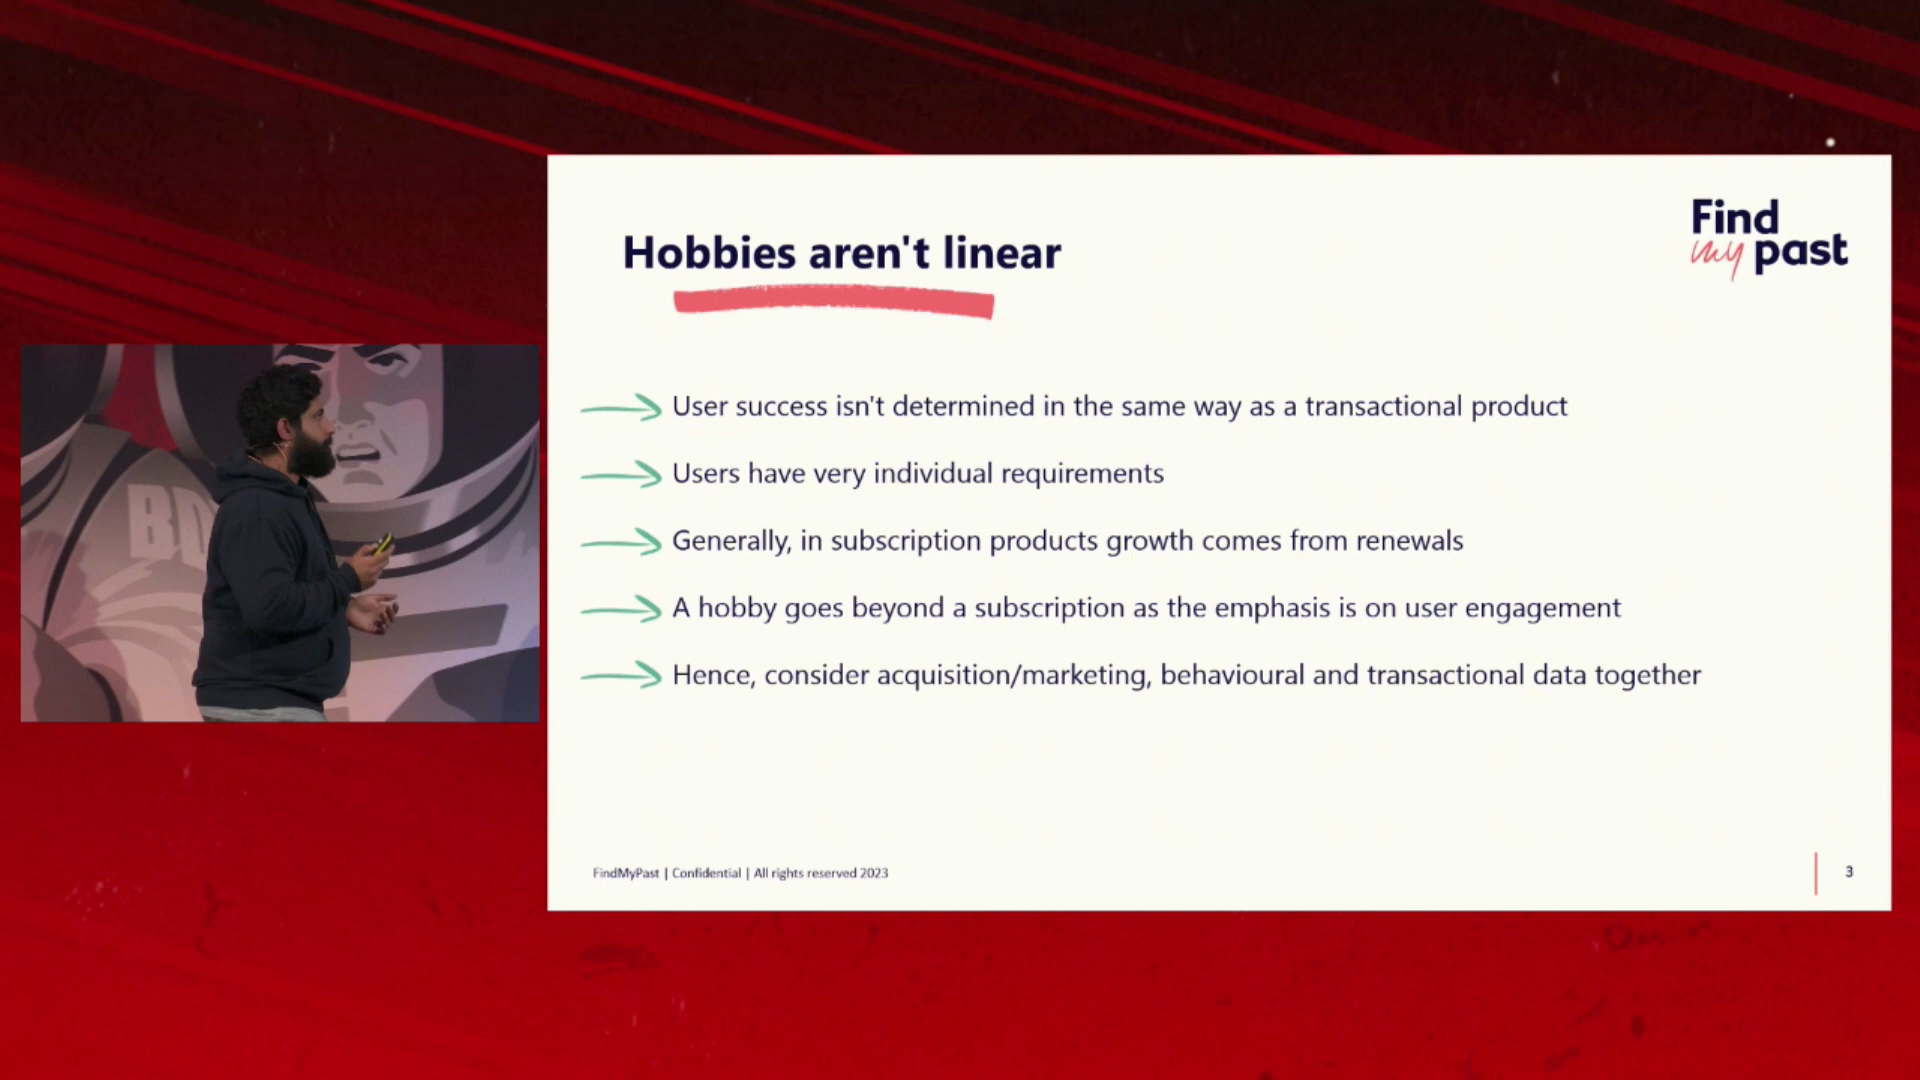 Hobbies aren't linear
Find
my past
User success isn't determined in the same way as a transactional product
Users have very individual requirements
Generally, in subscription products growth comes from renewals
A hobby goes beyond a subscription as the emphasis is on user engagement
Hence, consider acquisition/marketing, behavioural and transactional data together
FindMyPast | Confidential | All rights reserved 2023
3